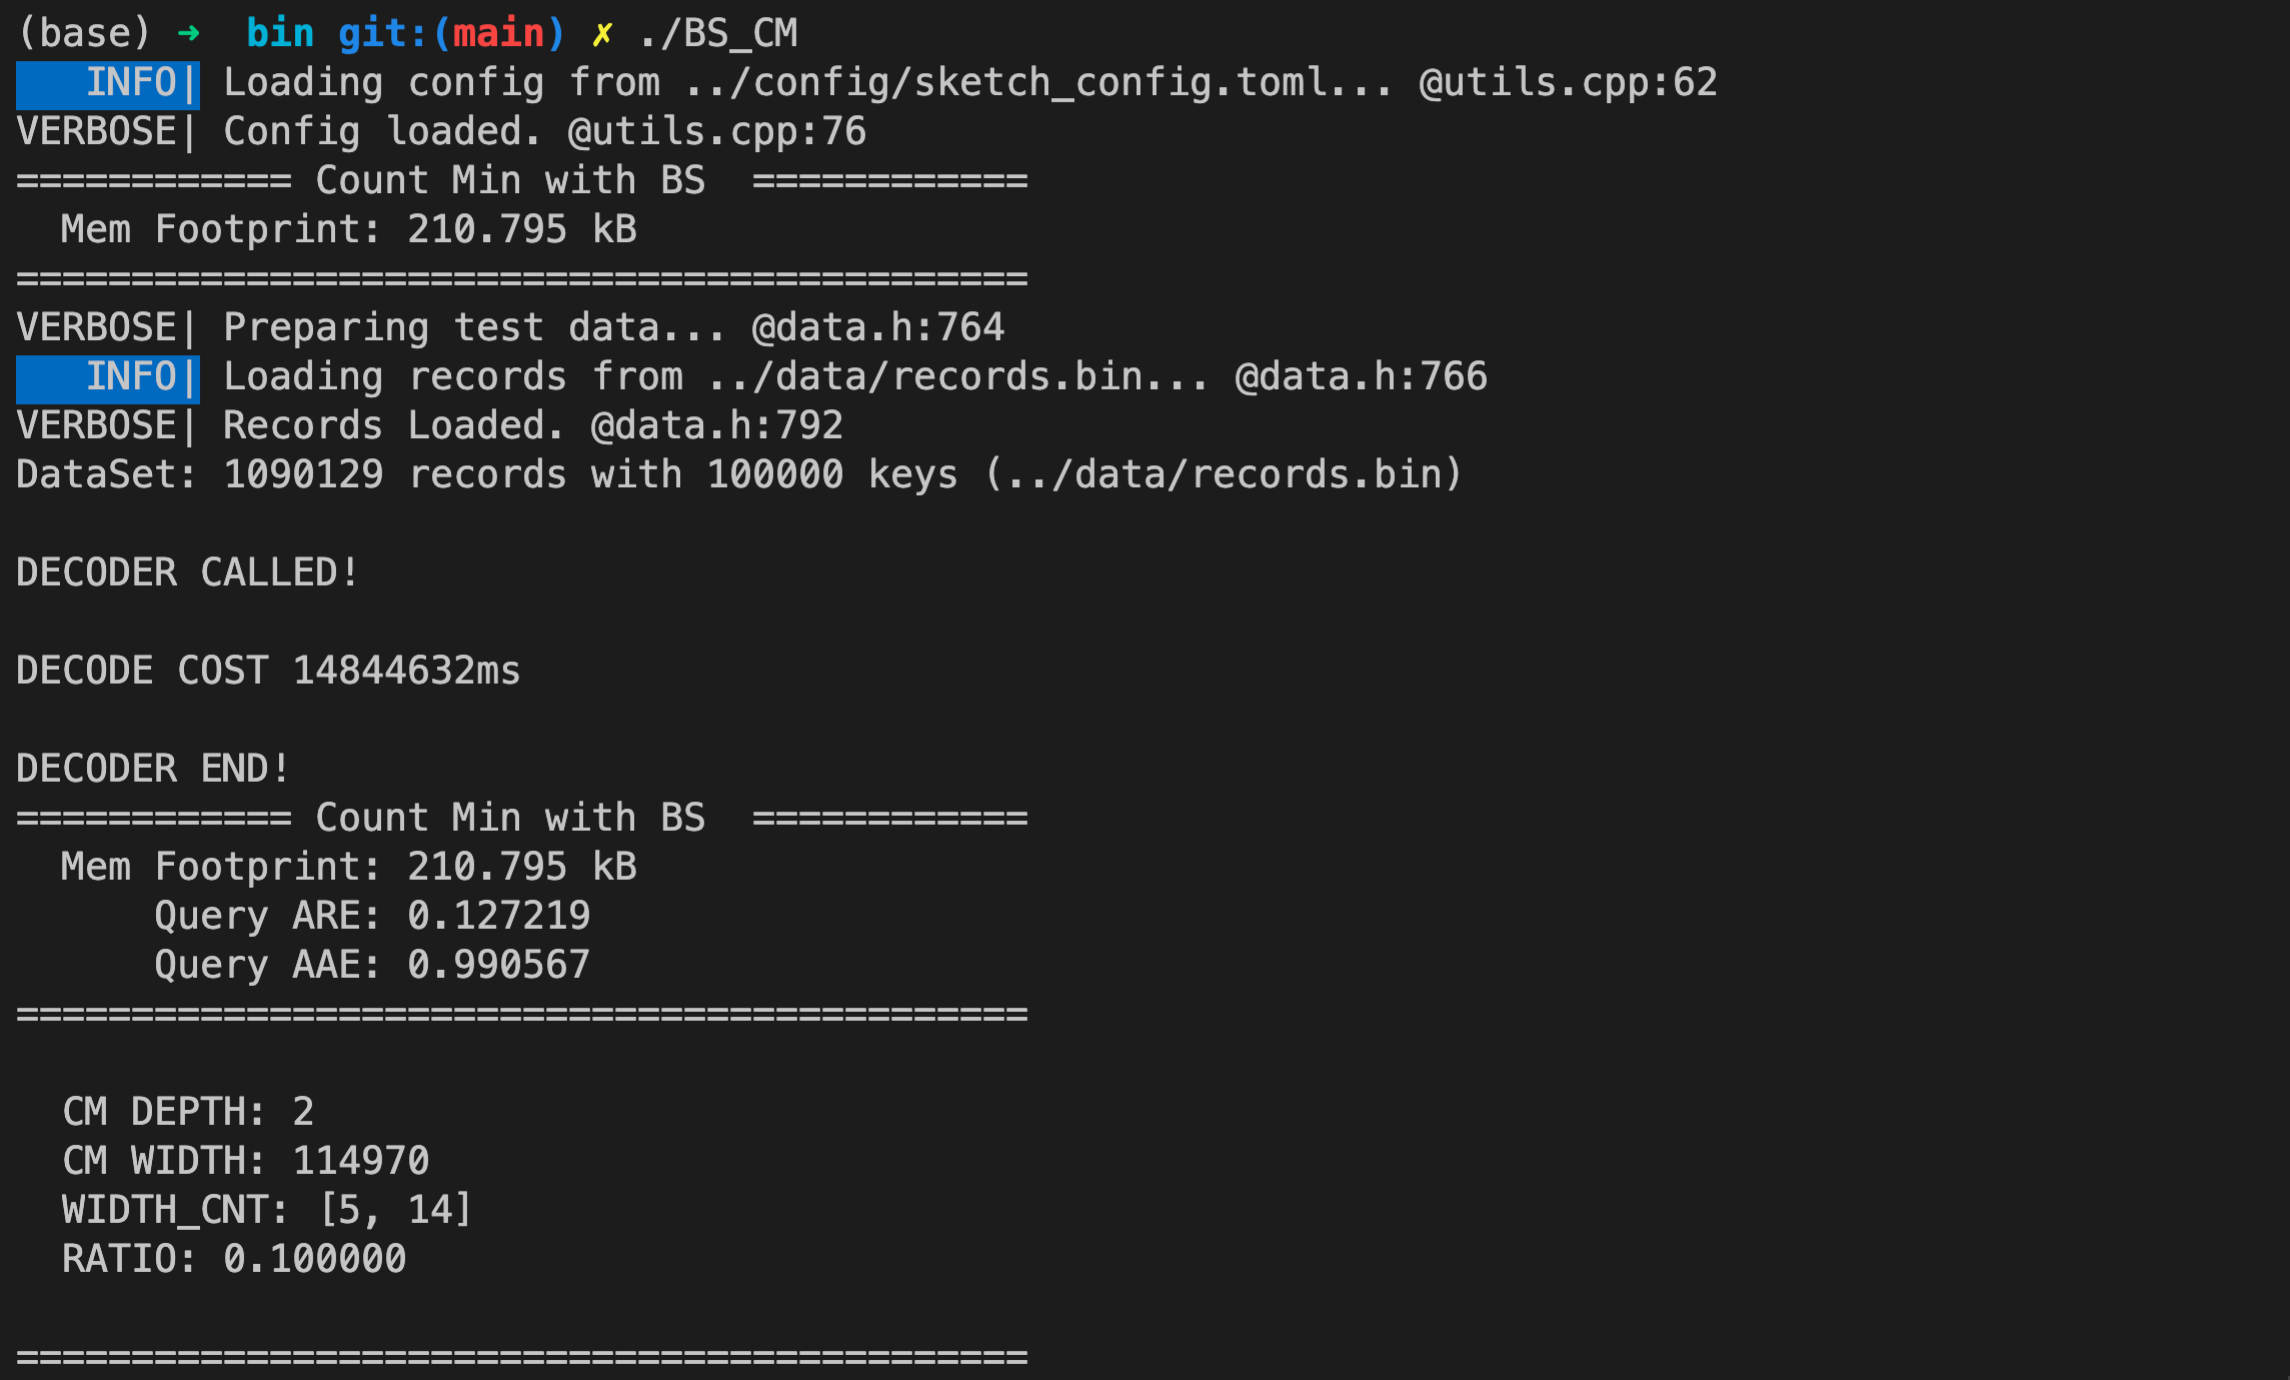 (base) ➜  bin git:(main) ✗ ./BS_CM
   INFO| Loading config from ../config/sketch_config.toml... @utils.cpp:62
VERBOSE| Config loaded. @utils.cpp:76
============ Count Min with BS  ============
  Mem Footprint: 210.795 kB
============================================
VERBOSE| Preparing test data... @data.h:764
   INFO| Loading records from ../data/records.bin... @data.h:766
VERBOSE| Records Loaded. @data.h:792
DataSet: 1090129 records with 100000 keys (../data/records.bin)

DECODER CALLED!

DECODE COST 14844632ms

DECODER END!
============ Count Min with BS  ============
  Mem Footprint: 210.795 kB
      Query ARE: 0.127219
      Query AAE: 0.990567
============================================

  CM DEPTH: 2
  CM WIDTH: 114970
  WIDTH_CNT: [5, 14]
  RATIO: 0.100000

============================================